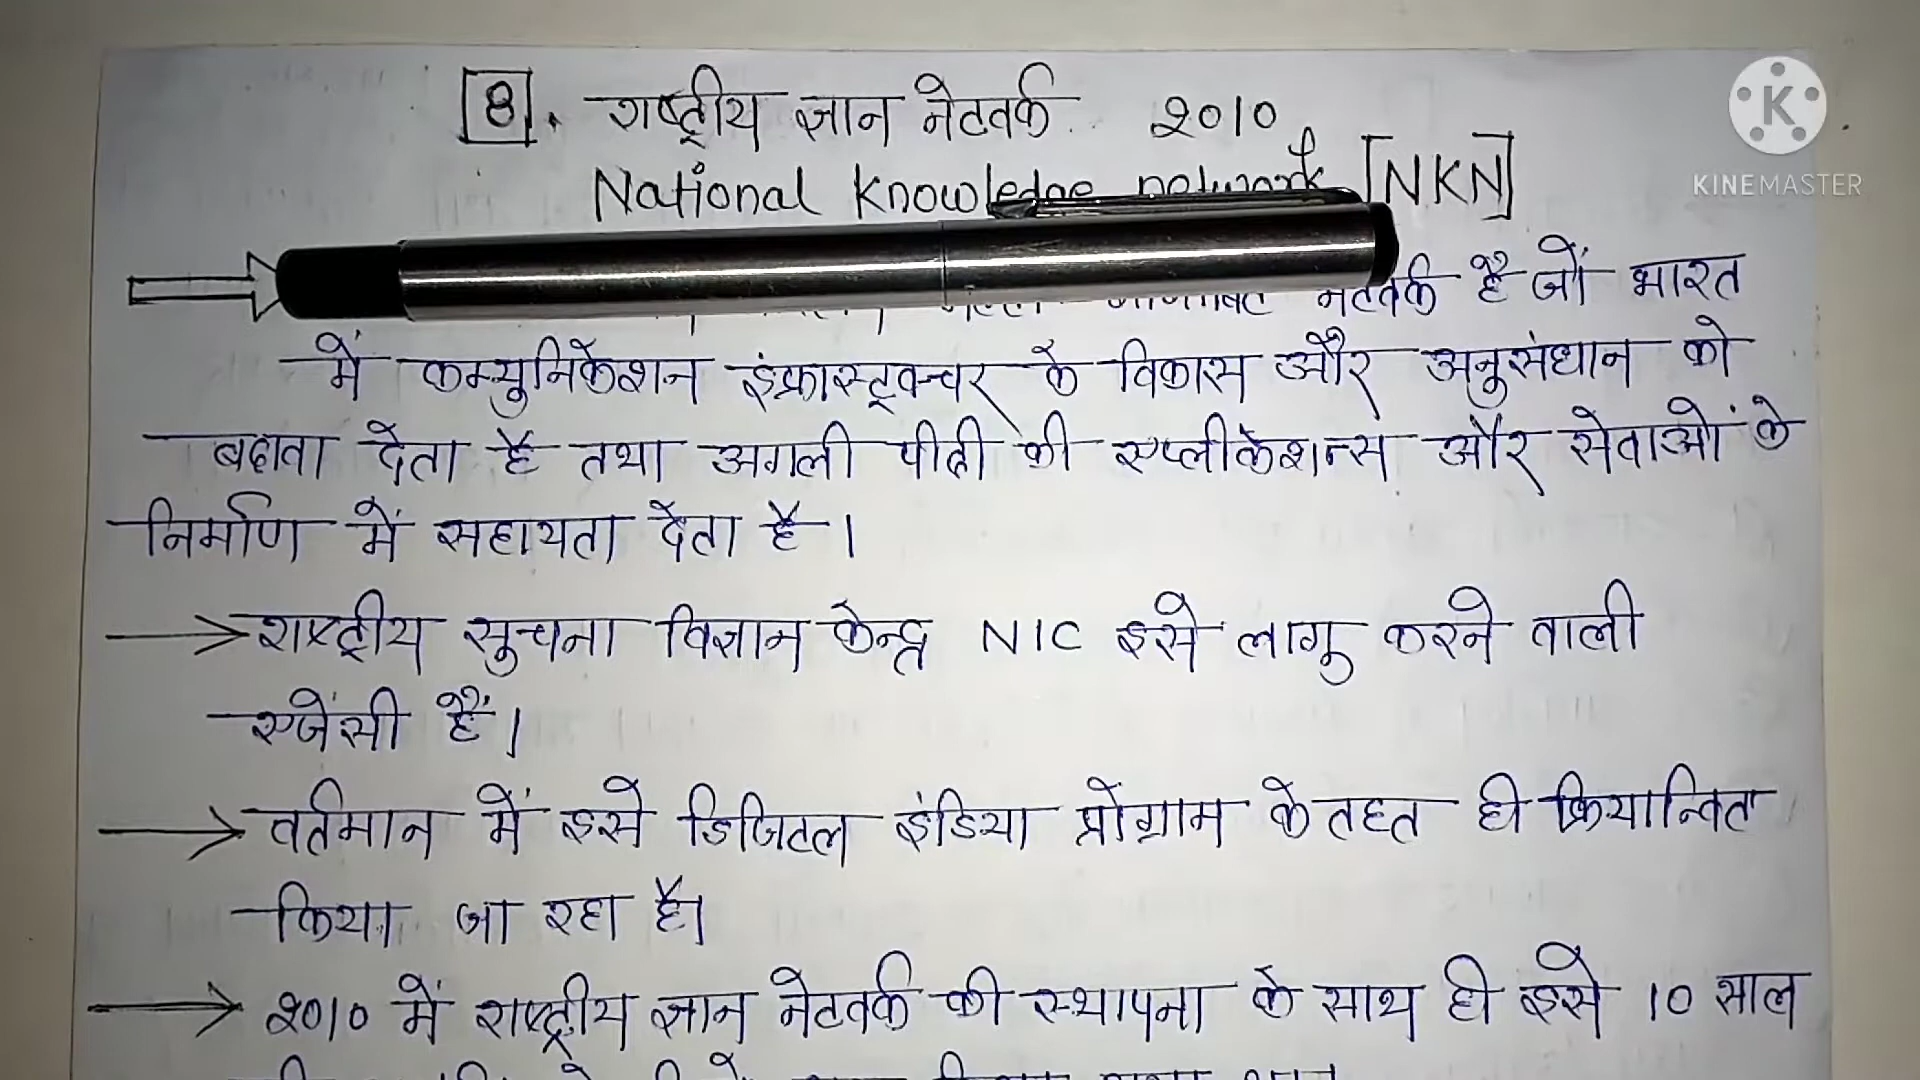 8. राष्ट्रीय ज्ञान नेटवर्क 2010
K
KINEMASTER
National Knowledge network [NKN]
नेटवर्क है जो भारत
में कम्युनिकेशन इंफ्रास्ट्रक्चर के विकास और अनुसंधान को
बढ़ावा देता है तथा अगली पीढ़ी की एप्लीकेशन्स और सेवाओं के
निर्माण में सहायता देता है।
राष्ट्रीय सुचना विज्ञान केन्द्र NIC इसे लागु करने वाली
एजेंसी हैं।
वर्तमान में इसे डिजिटल इंडिया प्रोग्राम के तहत ही क्रियान्वित
किया जा रहा है।
2010 में राष्ट्रीय ज्ञान नेटवर्क की स्थापना के साथ ही इसे 10 साल